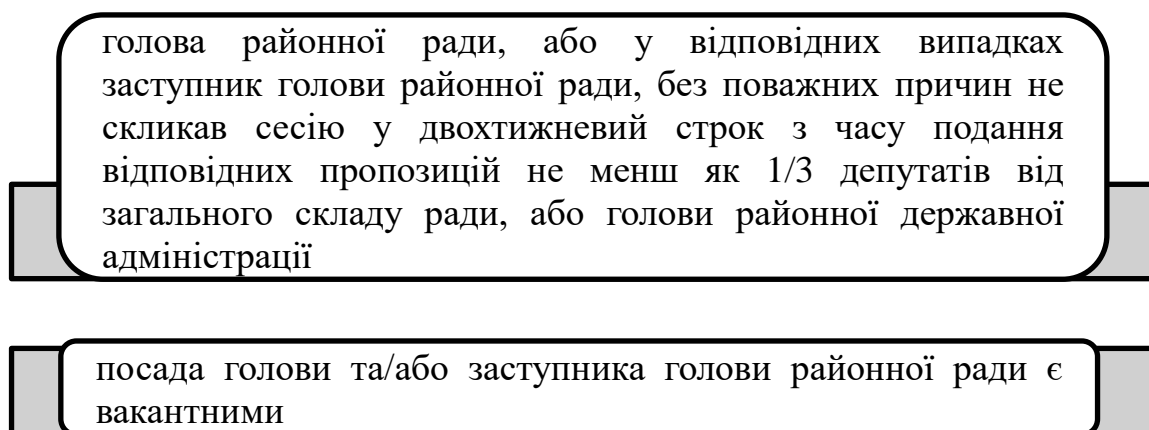 голова районної ради, або у відповідних випадках
заступник голови районної ради, без поважних причин не
скликав сесію у двохтижневий строк з часу подання
відповідних пропозицій не менш як 1/3 депутатів від
загального складу ради, або голови районної державної
адміністрації
посада голови та/або заступника голови районної ради є
вакантними